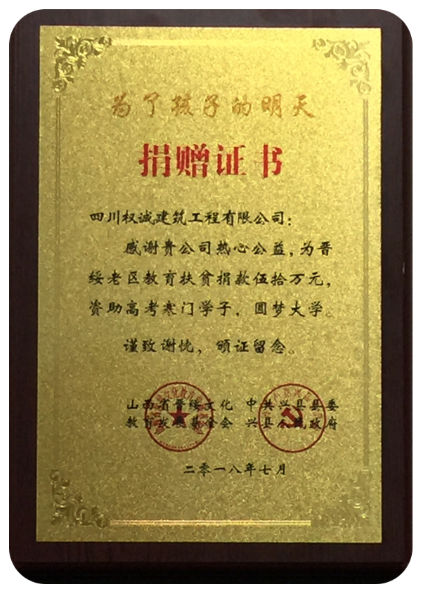 为了孩子的明天
捐赠证书
四川权诚建筑工程有限公司：
感谢贵公司热心公益，为晋
绥老区教育扶贫捐款伍拾万元，
资助高考寒门学子，圆梦大学。
谨致谢忱，颁证留念。
山西省晋绥文化 中共兴县县委
教育发展基金会 兴县人民政府
二零一八年七月